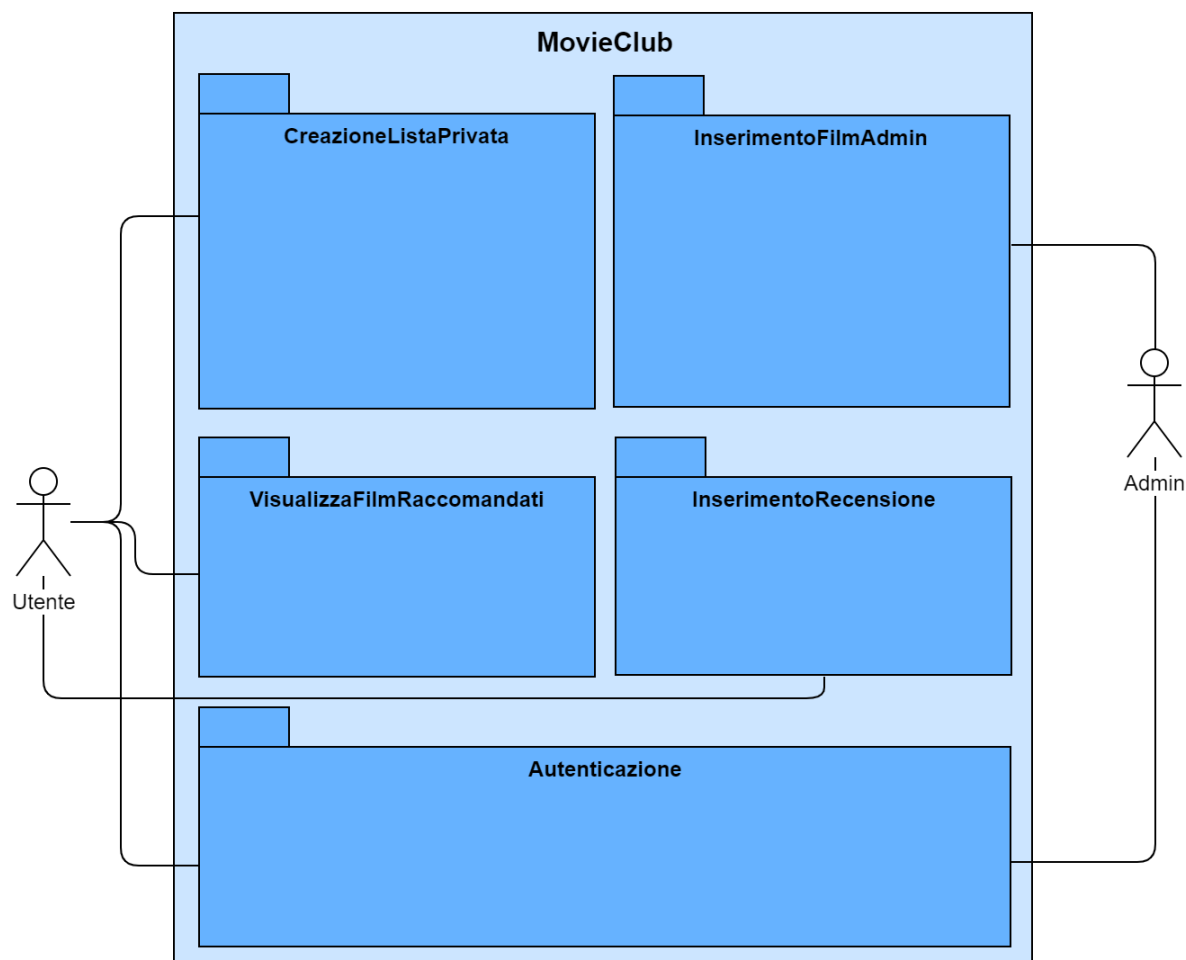 MovieClub
CreazioneListaPrivata
InserimentoFilmAdmin
VisualizzaFilmRaccomandati
InserimentoRecensione
Admin
Utente
Autenticazione